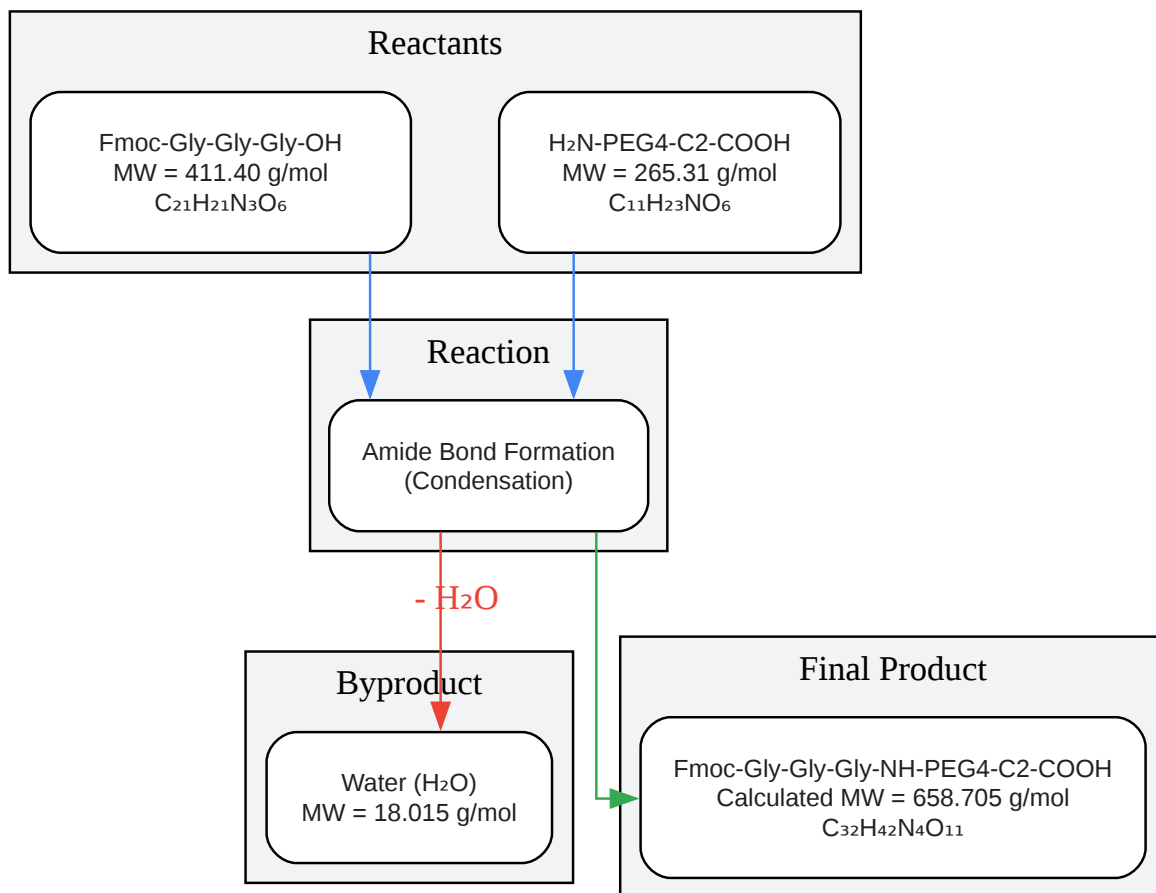 Reactants
Fmoc-Gly-Gly-Gly-OH
MW = 411.40 g/mol
C₂₁H₂₁N₃O₆
H₂N-PEG4-C2-COOH
MW = 265.31 g/mol
C₁₁H₂₃NO₆
Reaction
Amide Bond Formation
(Condensation)
- H₂O
Byproduct
Water (H₂O)
MW = 18.015 g/mol
Final Product
Fmoc-Gly-Gly-Gly-NH-PEG4-C2-COOH
Calculated MW = 658.705 g/mol
C₃₂H₄₂N₄O₁₁